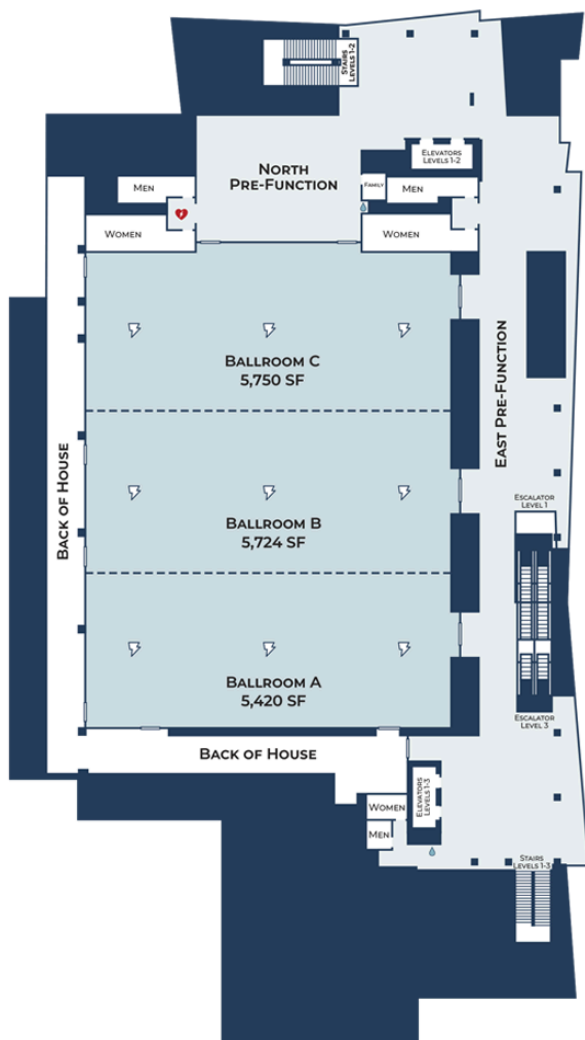 STAIRS
LEVELS 1-2
ELEVATORS
LEVELS 1-2
NORTH
PRE-FUNCTION
MEN
FAMILY
MEN
WOMEN
WOMEN
BALLROOM C
5,750 SF
EAST PRE-FUNCTION
BACK OF HOUSE
ESCALATOR
LEVEL 1
BALLROOM B
5,724 SF
BALLROOM A
5,420 SF
ESCALATOR
LEVEL 3
BACK OF HOUSE
ELEVATORS
LEVELS 1-3
WOMEN
MEN
STAIRS
LEVELS 1-3